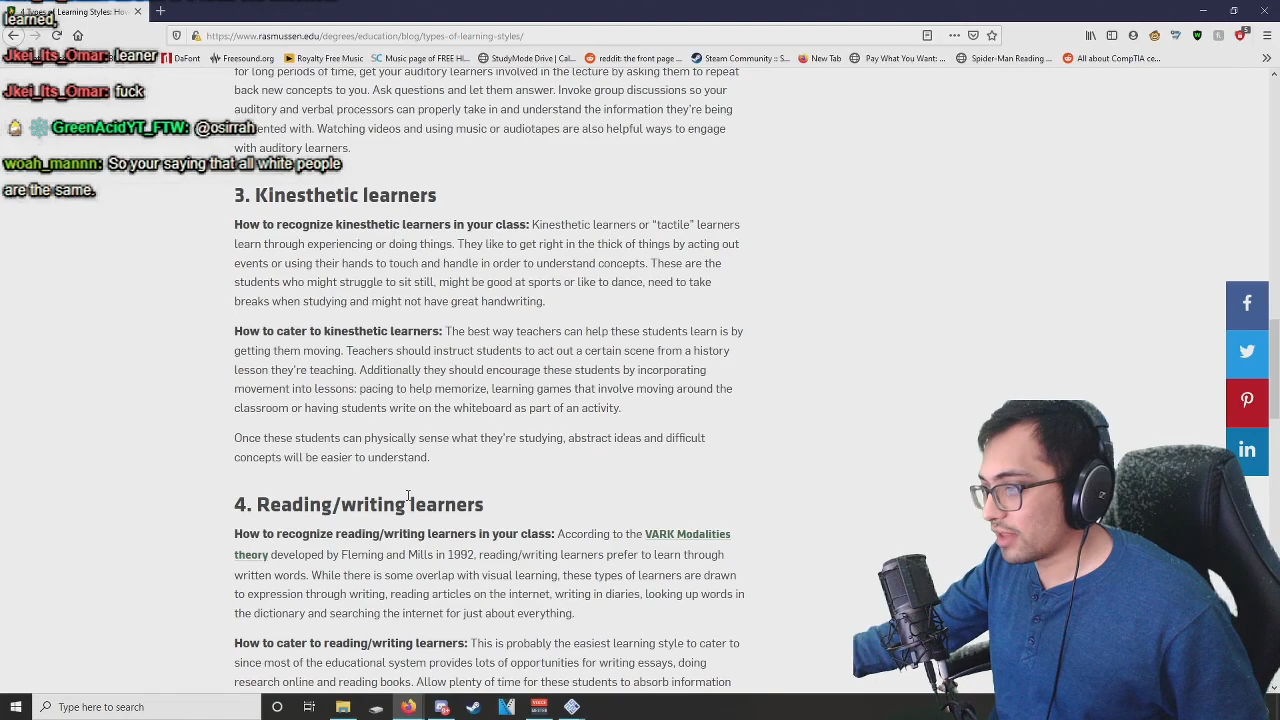 4 Types of Learning Styles: How
learned,
https://www.rasmussen.edu/degrees/education/blog/types-of-learning-styles/
DaFont
Freesound.org
Royalty Free Music
Music page of FREE HI...
StudyMode Drive | Cal...
reddit: the front page ...
Steam Community :: S...
New Tab
Pay What You Want: ...
Spider-Man Reading ...
All about CompTIA ce...
Jkei_Its_Omar: leaner
Jkei_Its_Omar: fuck
GreenAcidYT_FTW: @osirrah
woah_mannn: So your saying that all white people
are the same.
for long periods of time, get your auditory learners involved in the lecture by asking them to repeat
back new concepts to you. Ask questions and let them answer. Invoke group discussions so your
auditory and verbal processors can properly take in and understand the information they're being
ented with. Watching videos and using music or audiotapes are also helpful ways to engage
with auditory learners.
3. Kinesthetic learners
How to recognize kinesthetic learners in your class: Kinesthetic learners or “tactile” learners
learn through experiencing or doing things. They like to get right in the thick of things by acting out
events or using their hands to touch and handle in order to understand concepts. These are the
students who might struggle to sit still, might be good at sports or like to dance, need to take
breaks when studying and might not have great handwriting.
How to cater to kinesthetic learners: The best way teachers can help these students learn is by
getting them moving. Teachers should instruct students to act out a certain scene from a history
lesson they're teaching. Additionally they should encourage these students by incorporating
movement into lessons: pacing to help memorize, learning games that involve moving around the
classroom or having students write on the whiteboard as part of an activity.
Once these students can physically sense what they're studying, abstract ideas and difficult
concepts will be easier to understand.
4. Reading/writing learners
How to recognize reading/writing learners in your class: According to the VARK Modalities
theory developed by Fleming and Mills in 1992, reading/writing learners prefer to learn through
written words. While there is some overlap with visual learning, these types of learners are drawn
to expression through writing, reading articles on the internet, writing in diaries, looking up words in
the dictionary and searching the internet for just about everything.
How to cater to reading/writing learners: This is probably the easiest learning style to cater to
since most of the educational system provides lots of opportunities for writing essays, doing
research online and reading books. Allow plenty of time for these students to absorb information
Type here to search